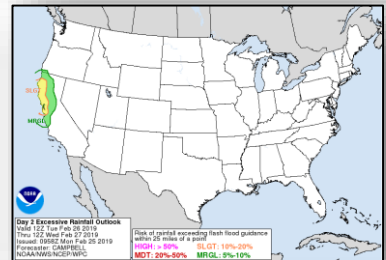 SLGT
MRGL
noaa
Day 2 Excessive Rainfall Outlook
Valid 12Z Tue Feb 26 2019
Thru 12Z Wed Feb 27 2019
Issued: 0958Z Mon Feb 25 2019
Forecaster: CAMPBELL
NOAA/NWS/NCEP/WPC
Risk of rainfall exceeding flash flood guidance
within 25 miles of a point
HIGH: > 50% SLGT: 10%-20%
MDT: 20%-50% MRGL: 5%-10%